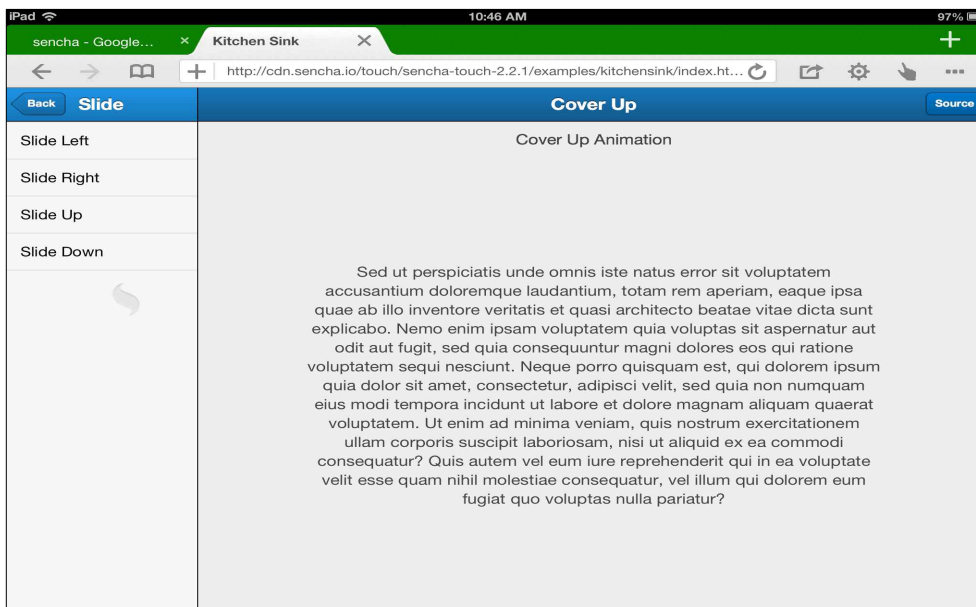 iPad
10:46 AM
97%
sencha - Google...
Kitchen Sink
http://cdn.sencha.io/touch/sencha-touch-2.2.1/examples/kitchensink/index.ht...
Back
Slide
Cover Up
Source
Slide Left
Slide Right
Slide Up
Slide Down
Cover Up Animation
Sed ut perspiciatis unde omnis iste natus error sit voluptatem
accusantium doloremque laudantium, totam rem aperiam, eaque ipsa
quae ab illo inventore veritatis et quasi architecto beatae vitae dicta sunt
explicabo. Nemo enim ipsam voluptatem quia voluptas sit aspernatur aut
odit aut fugit, sed quia consequuntur magni dolores eos qui ratione
voluptatem sequi nesciunt. Neque porro quisquam est, qui dolorem ipsum
quia dolor sit amet, consectetur, adipisci velit, sed quia non numquam
eius modi tempora incidunt ut labore et dolore magnam aliquam quaerat
voluptatem. Ut enim ad minima veniam, quis nostrum exercitationem
ullam corporis suscipit laboriosam, nisi ut aliquid ex ea commodi
consequatur? Quis autem vel eum iure reprehenderit qui in ea voluptate
velit esse quam nihil molestiae consequatur, vel illum qui dolorem eum
fugiat quo voluptas nulla pariatur?